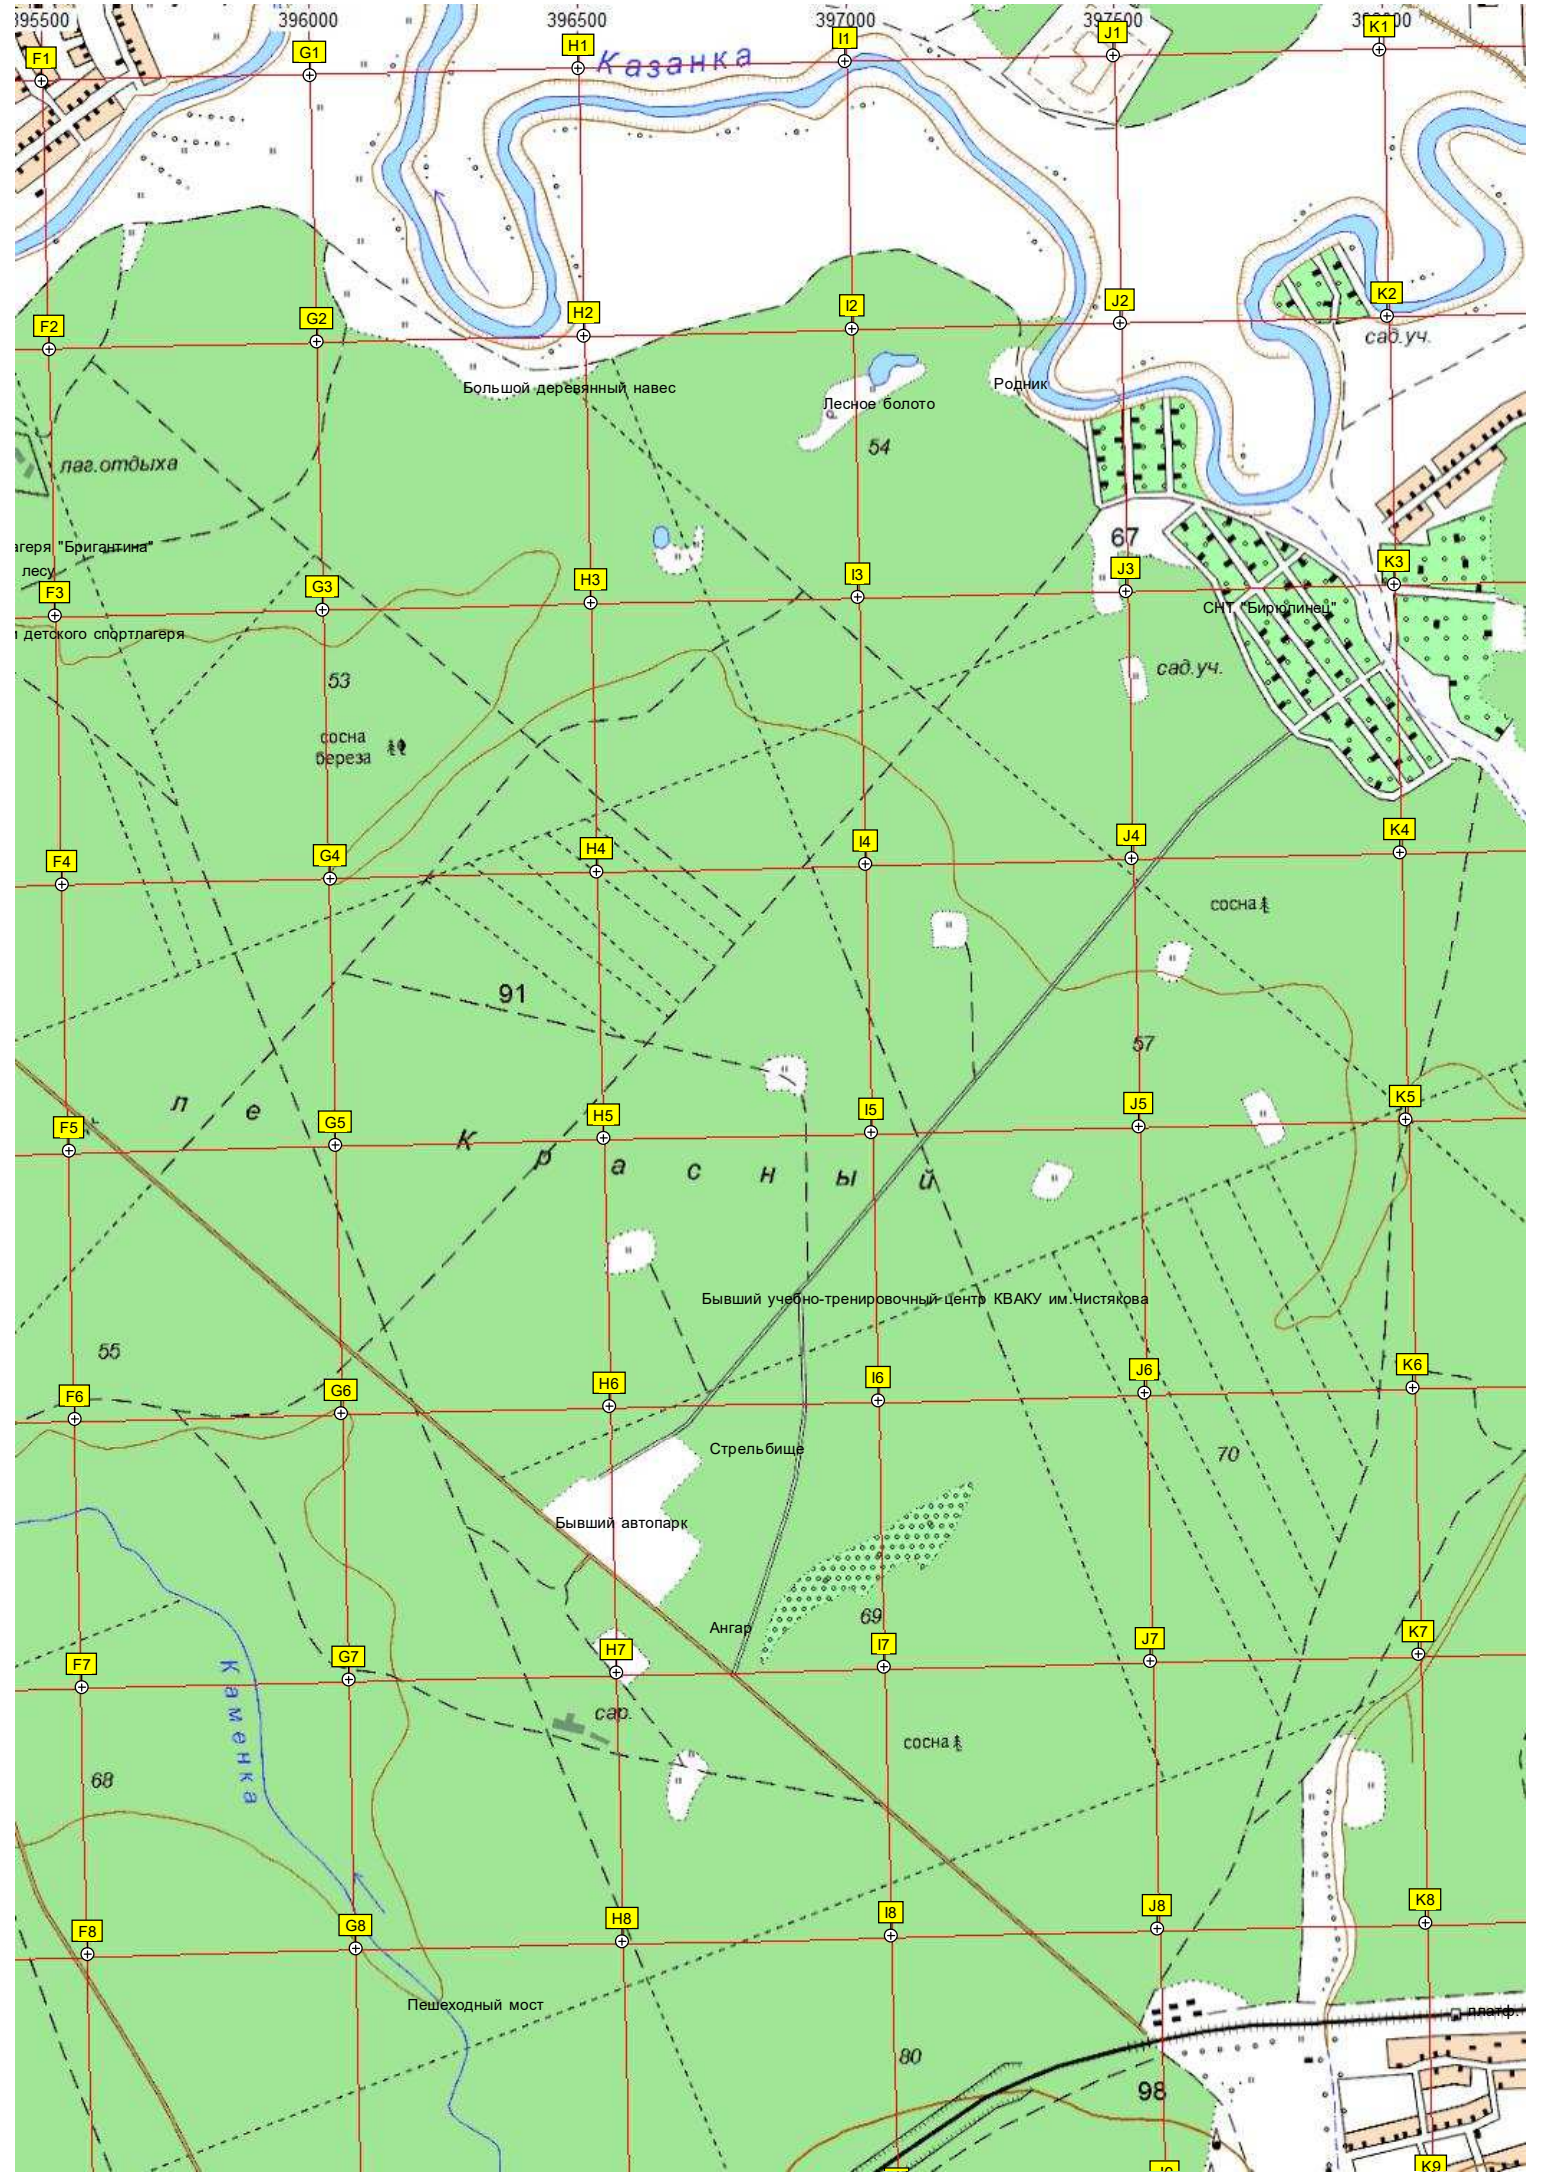 395500 396000 396500 397000 397500
F1 G1 H1 I1 J1 K1
Казанка
F2 G2 H2 I2 J2 K2
сад.уч.
Большой деревянный навес
Родник
Лесное болото
54
лаг.отдыха
67
агеря "Бригантина"
лесу
F3 G3 H3 I3 J3 K3
СНТ "Бирюлинец"
детского спортлагеря
53
сад.уч.
сосна
береза
F4 G4 H4 I4 J4 K4
сосна
91
57
л е
F5 G5 H5 I5 J5 K5
К р а с н ы й
Бывший учебно-тренировочный центр КВАКУ им.Чистякова
55
F6 G6 H6 I6 J6 K6
Стрельбище
70
Бывший автопарк
69
Ангар
F7 G7 H7 I7 J7 K7
Каменка
сар.
сосна
68
F8 G8 H8 I8 J8 K8
Пешеходный мост
платф.
80
98
K9